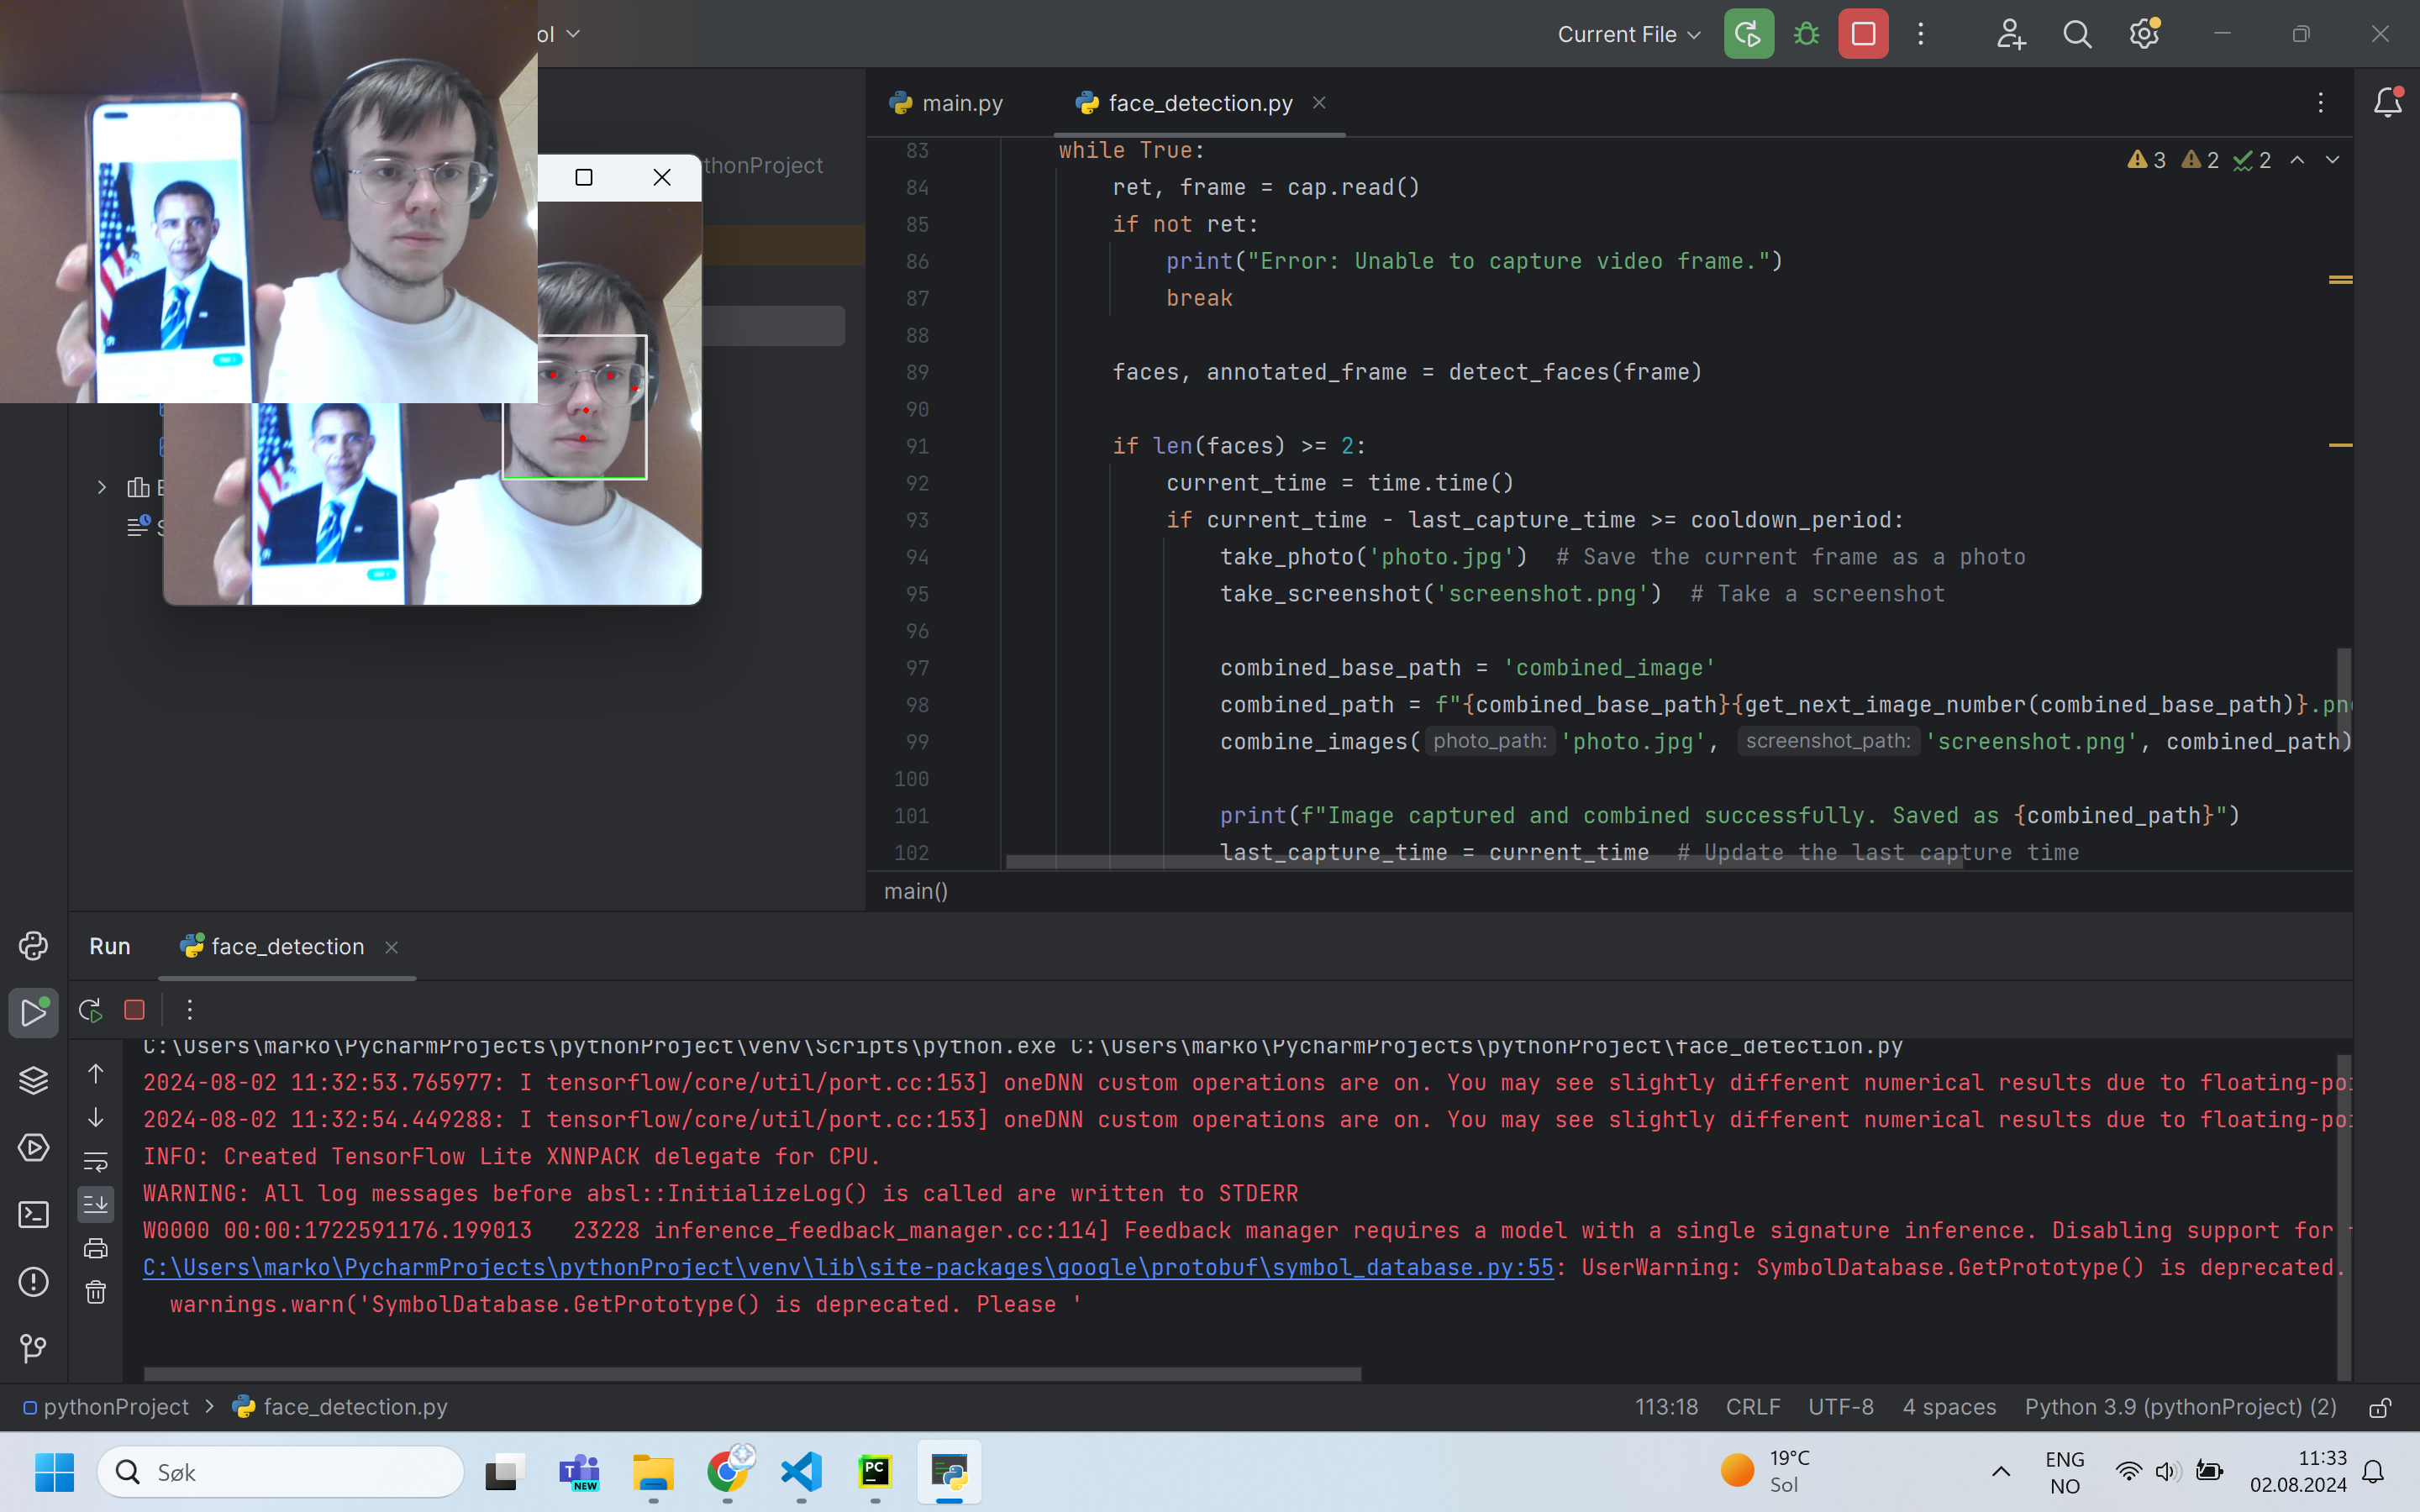 ol
Current File
thonProject
main.py
face_detection.py
3 2 2
83 while True:
84 ret, frame = cap.read()
85 if not ret:
86 print("Error: Unable to capture video frame.")
87 break
88
89 faces, annotated_frame = detect_faces(frame)
90
91 if len(faces) >= 2:
92 current_time = time.time()
93 if current_time - last_capture_time >= cooldown_period:
94 take_photo('photo.jpg')  # Save the current frame as a photo
95 take_screenshot('screenshot.png')  # Take a screenshot
96
97 combined_base_path = 'combined_image'
98 combined_path = f"{combined_base_path}{get_next_image_number(combined_base_path)}.pn
99 combine_images( photo_path: 'photo.jpg', screenshot_path: 'screenshot.png', combined_path)
100
101 print(f"Image captured and combined successfully. Saved as {combined_path}")
102 last_capture_time = current_time  # Update the last capture time
main()
Run
face_detection
C:\Users\marko\PycharmProjects\pythonProject\venv\Scripts\python.exe C:\Users\marko\PycharmProjects\pythonProject\face_detection.py
2024-08-02 11:32:53.765977: I tensorflow/core/util/port.cc:153] oneDNN custom operations are on. You may see slightly different numerical results due to floating-poi
2024-08-02 11:32:54.449288: I tensorflow/core/util/port.cc:153] oneDNN custom operations are on. You may see slightly different numerical results due to floating-poi
INFO: Created TensorFlow Lite XNNPACK delegate for CPU.
WARNING: All log messages before absl::InitializeLog() is called are written to STDERR
W0000 00:00:1722591176.199013   23228 inference_feedback_manager.cc:114] Feedback manager requires a model with a single signature inference. Disabling support for
C:\Users\marko\PycharmProjects\pythonProject\venv\lib\site-packages\google\protobuf\symbol_database.py:55: UserWarning: SymbolDatabase.GetPrototype() is deprecated.
warnings.warn('SymbolDatabase.GetPrototype() is deprecated. Please '
pythonProject > face_detection.py
113:18 CRLF UTF-8 4 spaces Python 3.9 (pythonProject) (2)
Søk
NEW
PC
19°C
Sol
ENG
NO
11:33
02.08.2024